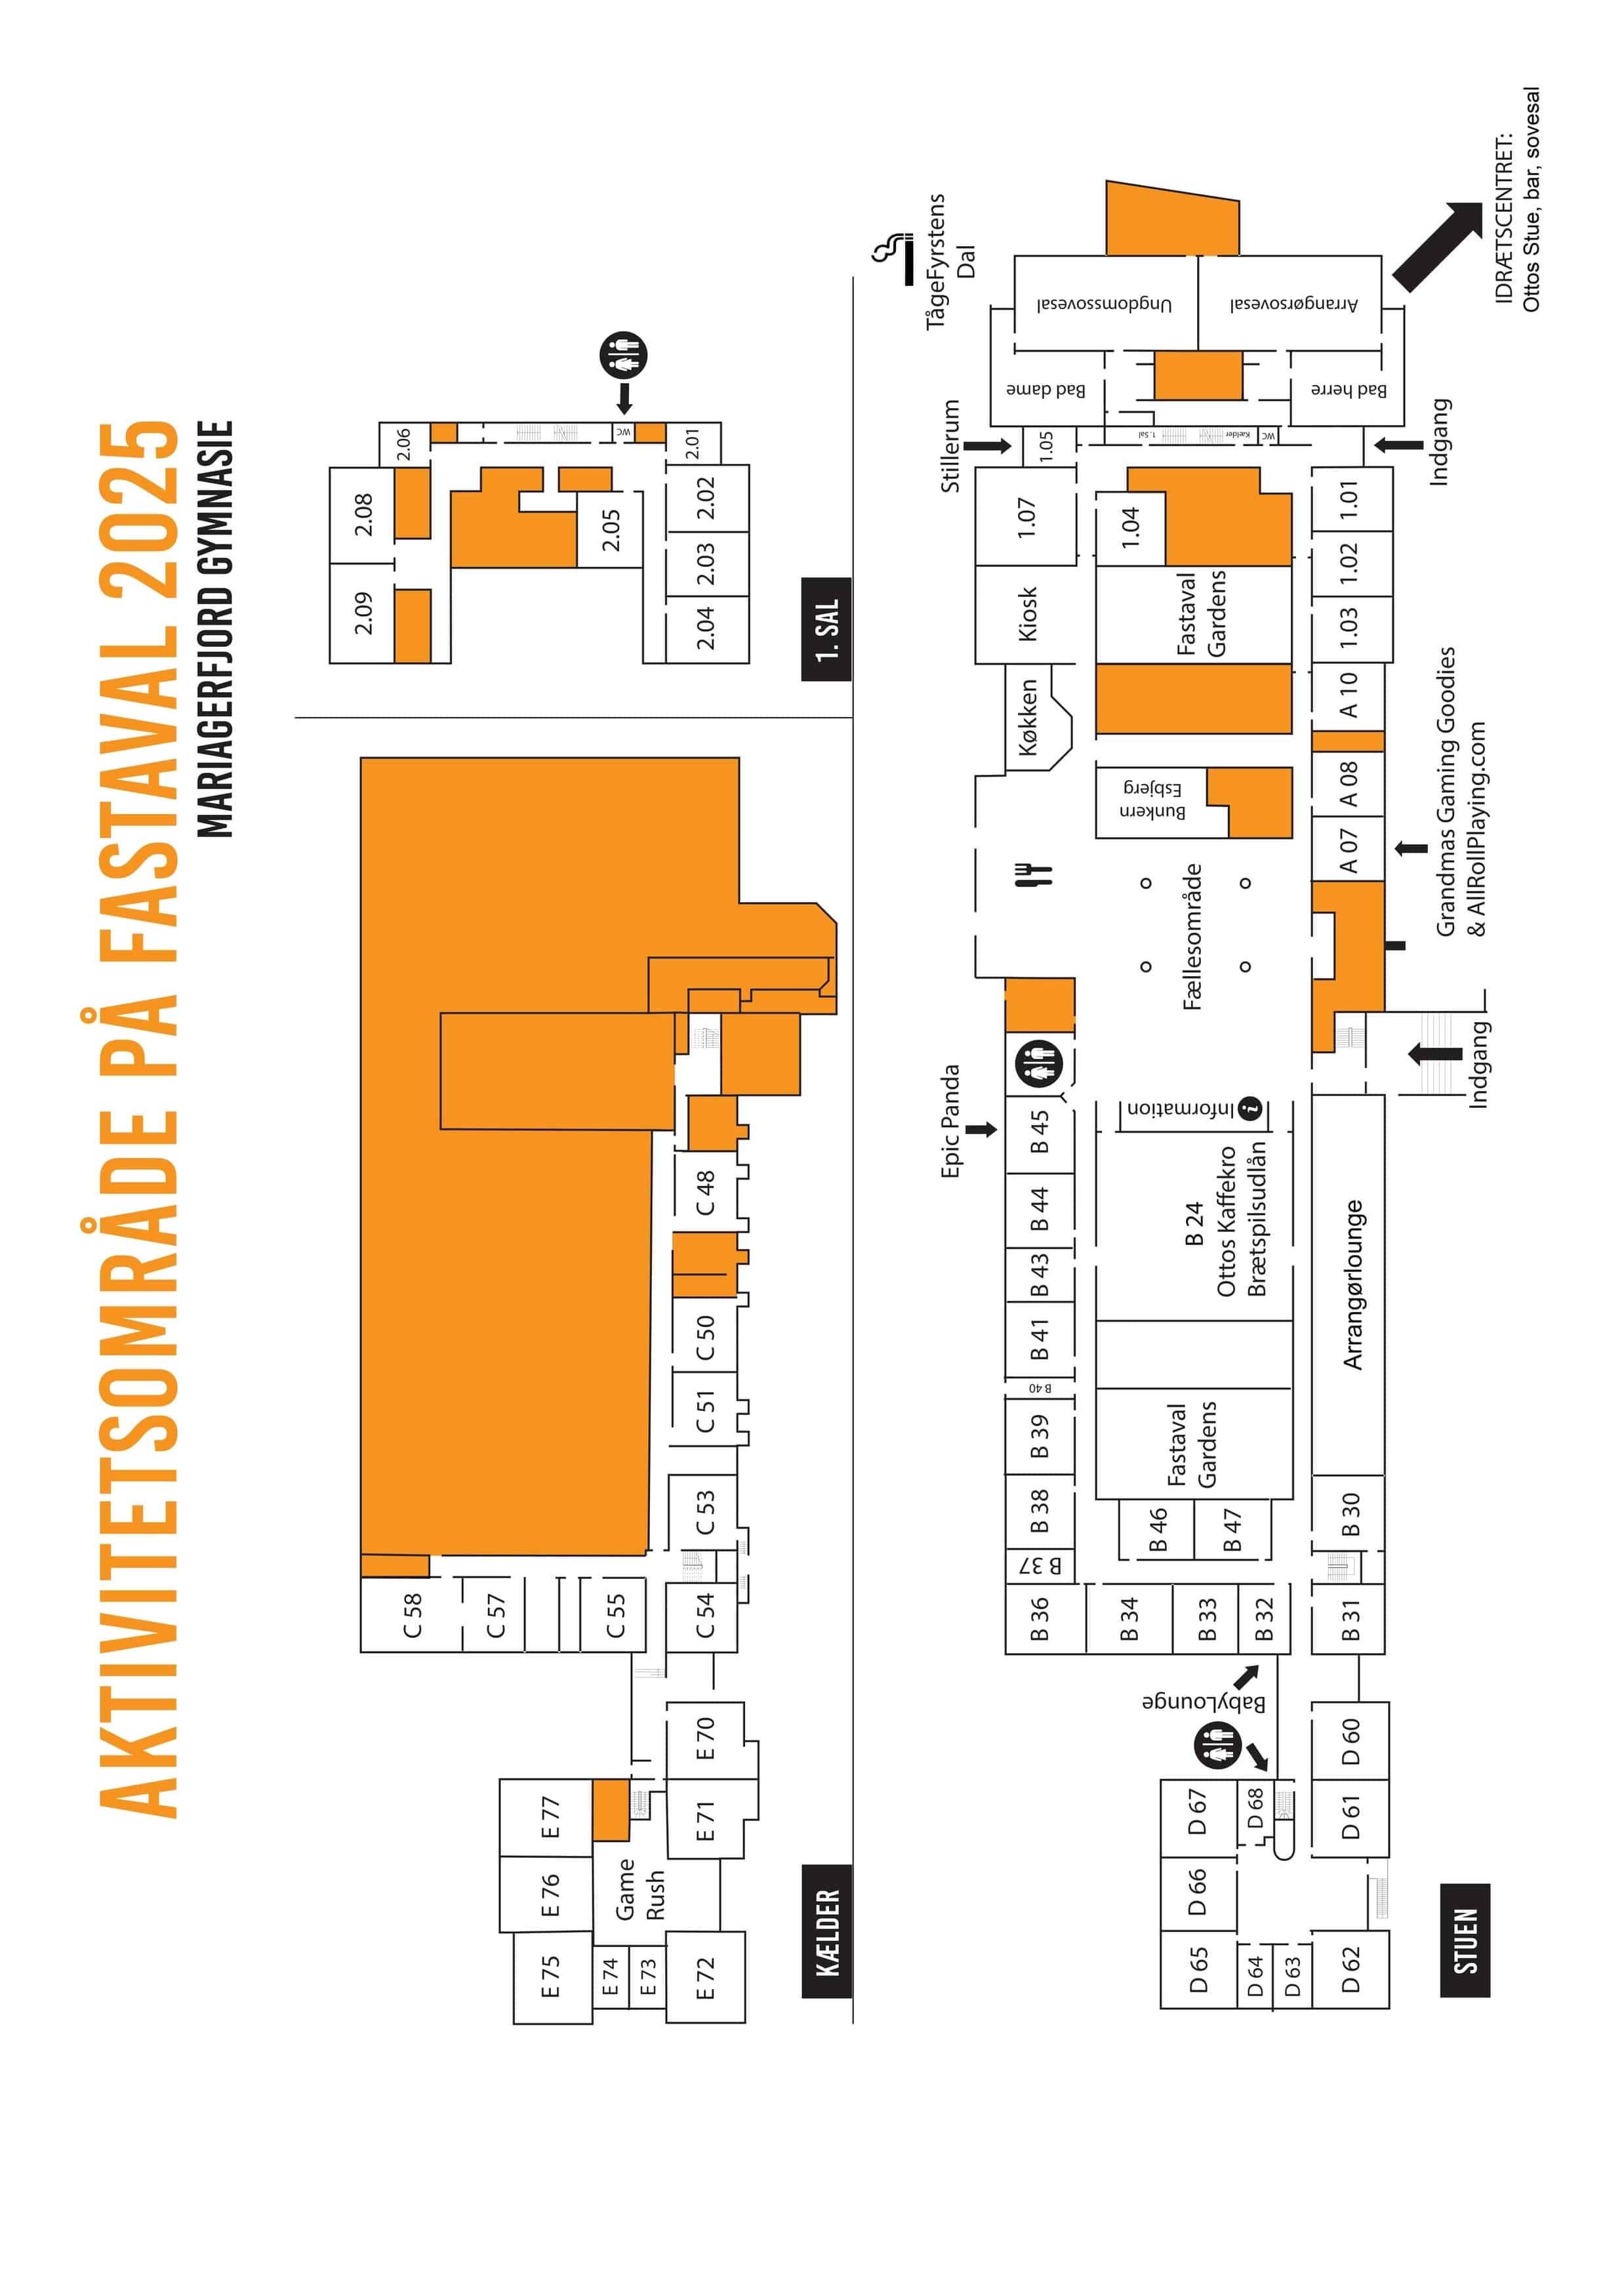 AKTIVITETSOMRÅDE PÅ FASTAVAL 2025
MARIAGERFJORD GYMNASIE
E 75
E 76
E 77
E 74
E 73
Game
Rush
E 72
E 71
E 70
C 58
C 57
C 55
C 54
C 53
C 51
C 50
C 48
KÆLDER
2.09
2.08
2.06
2.05
WC
2.04
2.03
2.02
2.01
1. SAL
TågeFyrstens
Dal
Epic Panda
Stillerum
B 36
B 37
B 38
B 39
B 40
B 41
B 43
B 44
B 45
Køkken
Kiosk
1.07
1.05
Bad dame
Ungdomssovesal
B 34
B 33
B 32
B 46
B 47
Fastaval
Gardens
B 24
Ottos Kaffekro
Brætspilsudlån
Information
Fællesområde
Bunkern
Esbjerg
Fastaval
Gardens
1.04
1. Sal
Kælder
WC
Bad herre
Arrangørsovesal
BabyLounge
D 65
D 66
D 67
D 68
D 64
D 63
D 62
D 61
D 60
B 31
B 30
Arrangørlounge
A 07
A 08
A 10
1.03
1.02
1.01
Indgang
Grandmas Gaming Goodies
& AllRollPlaying.com
Indgang
IDRÆTSCENTRET:
Ottos Stue, bar, sovesal
STUEN